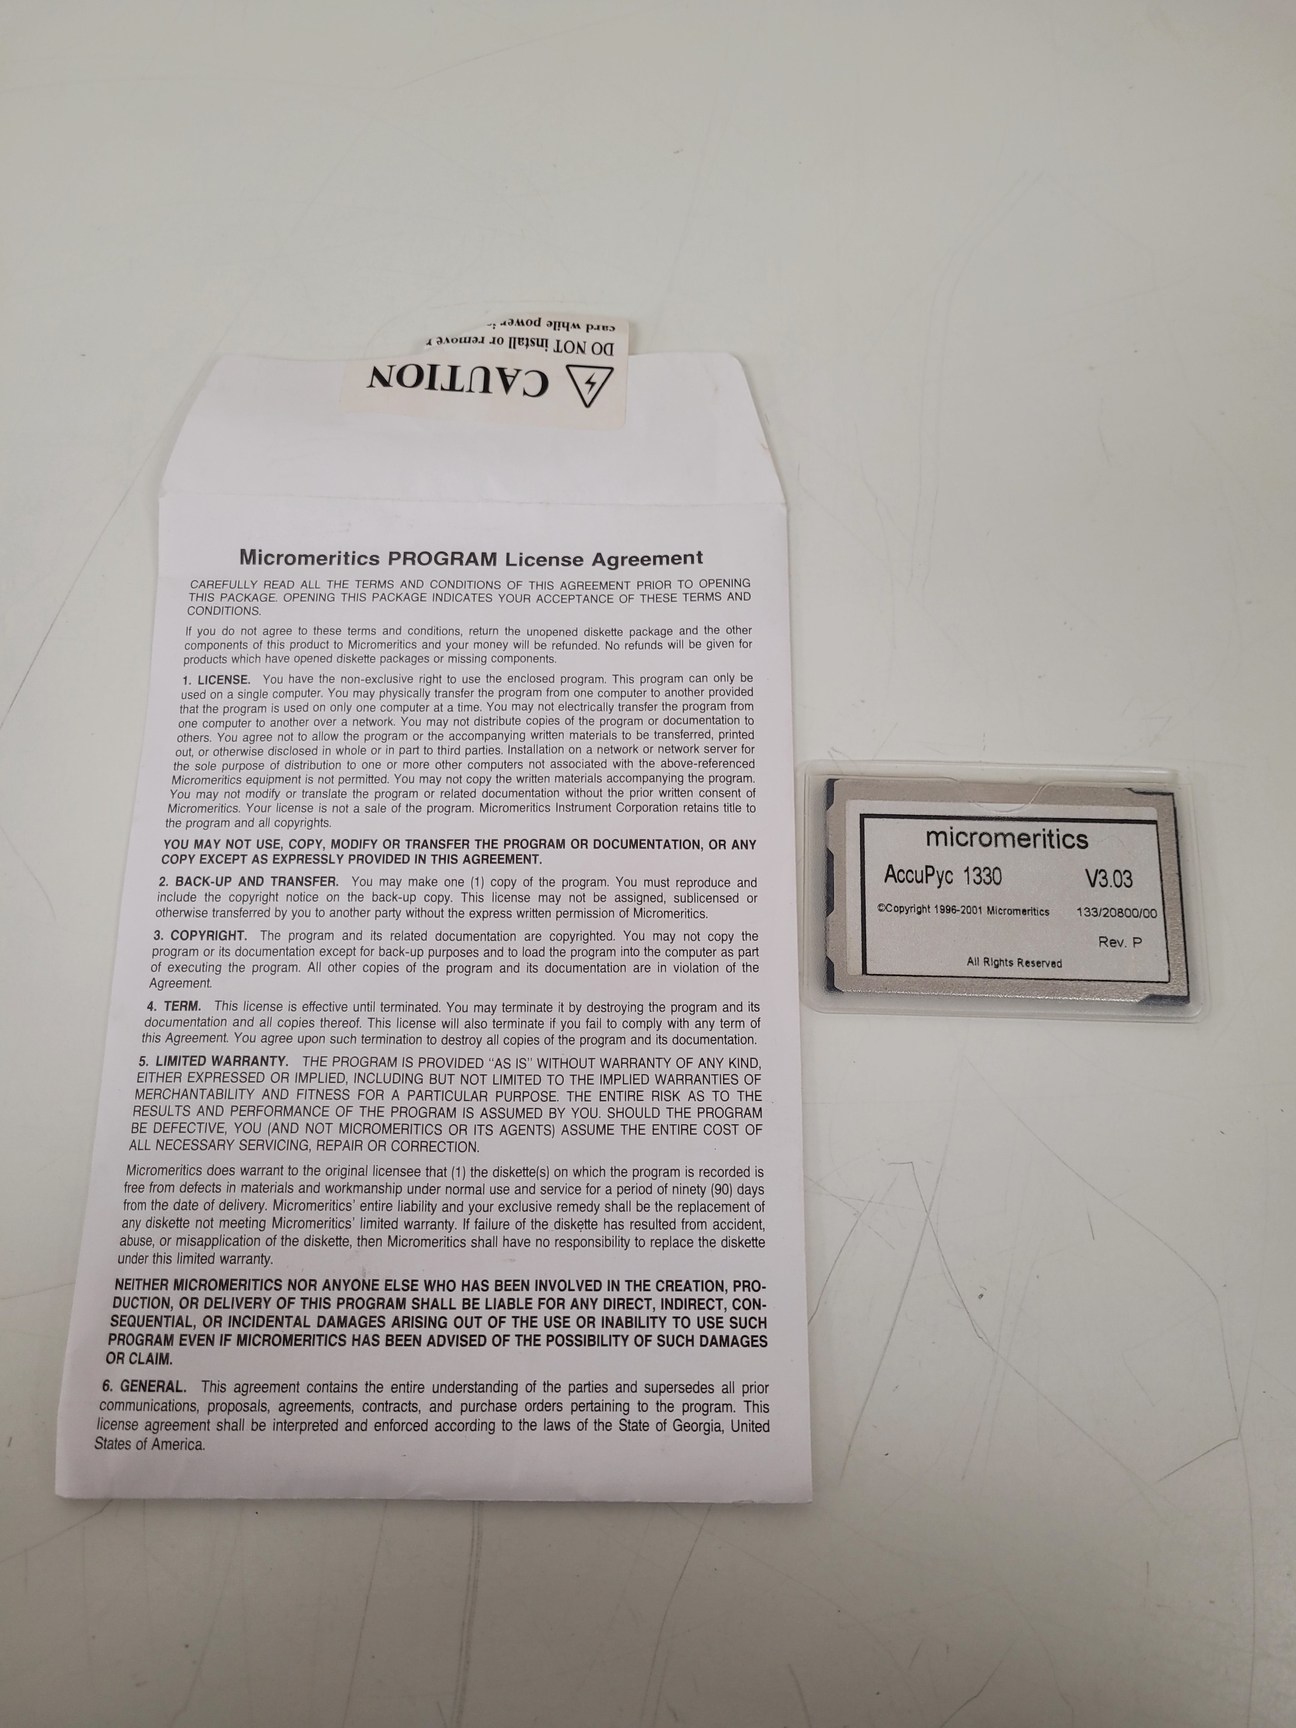 CAUTION
DO NOT install or remove
card while power
Micromeritics PROGRAM License Agreement
CAREFULLY READ ALL THE TERMS AND CONDITIONS OF THIS AGREEMENT PRIOR TO OPENING
THIS PACKAGE. OPENING THIS PACKAGE INDICATES YOUR ACCEPTANCE OF THESE TERMS AND
CONDITIONS.
If you do not agree to these terms and conditions, return the unopened diskette package and the other
components of this product to Micromeritics and your money will be refunded. No refunds will be given for
products which have opened diskette packages or missing components.
1. LICENSE. You have the non-exclusive right to use the enclosed program. This program can only be
used on a single computer. You may physically transfer the program from one computer to another provided
that the program is used on only one computer at a time. You may not electrically transfer the program from
one computer to another over a network. You may not distribute copies of the program or documentation to
others. You agree not to allow the program or the accompanying written materials to be transferred, printed
out, or otherwise disclosed in whole or in part to third parties. Installation on a network or network server for
the sole purpose of distribution to one or more other computers not associated with the above-referenced
Micromeritics equipment is not permitted. You may not copy the written materials accompanying the program.
You may not modify or translate the program or related documentation without the prior written consent of
Micromeritics. Your license is not a sale of the program. Micromeritics Instrument Corporation retains title to
the program and all copyrights.
YOU MAY NOT USE, COPY, MODIFY OR TRANSFER THE PROGRAM OR DOCUMENTATION, OR ANY
COPY EXCEPT AS EXPRESSLY PROVIDED IN THIS AGREEMENT.
2. BACK-UP AND TRANSFER. You may make one (1) copy of the program. You must reproduce and
include the copyright notice on the back-up copy. This license may not be assigned, sublicensed or
otherwise transferred by you to another party without the express written permission of Micromeritics.
3. COPYRIGHT. The program and its related documentation are copyrighted. You may not copy the
program or its documentation except for back-up purposes and to load the program into the computer as part
of executing the program. All other copies of the program and its documentation are in violation of the
Agreement.
4. TERM. This license is effective until terminated. You may terminate it by destroying the program and its
documentation and all copies thereof. This license will also terminate if you fail to comply with any term of
this Agreement. You agree upon such termination to destroy all copies of the program and its documentation.
5. LIMITED WARRANTY. THE PROGRAM IS PROVIDED "AS IS" WITHOUT WARRANTY OF ANY KIND,
EITHER EXPRESSED OR IMPLIED, INCLUDING BUT NOT LIMITED TO THE IMPLIED WARRANTIES OF
MERCHANTABILITY AND FITNESS FOR A PARTICULAR PURPOSE. THE ENTIRE RISK AS TO THE
RESULTS AND PERFORMANCE OF THE PROGRAM IS ASSUMED BY YOU. SHOULD THE PROGRAM
BE DEFECTIVE, YOU (AND NOT MICROMERITICS OR ITS AGENTS) ASSUME THE ENTIRE COST OF
ALL NECESSARY SERVICING, REPAIR OR CORRECTION.
Micromeritics does warrant to the original licensee that (1) the diskette(s) on which the program is recorded is
free from defects in materials and workmanship under normal use and service for a period of ninety (90) days
from the date of delivery. Micromeritics' entire liability and your exclusive remedy shall be the replacement of
any diskette not meeting Micromeritics' limited warranty. If failure of the diskette has resulted from accident,
abuse, or misapplication of the diskette, then Micromeritics shall have no responsibility to replace the diskette
under this limited warranty.
NEITHER MICROMERITICS NOR ANYONE ELSE WHO HAS BEEN INVOLVED IN THE CREATION, PRO-
DUCTION, OR DELIVERY OF THIS PROGRAM SHALL BE LIABLE FOR ANY DIRECT, INDIRECT, CON-
SEQUENTIAL, OR INCIDENTAL DAMAGES ARISING OUT OF THE USE OR INABILITY TO USE SUCH
PROGRAM EVEN IF MICROMERITICS HAS BEEN ADVISED OF THE POSSIBILITY OF SUCH DAMAGES
OR CLAIM.
6. GENERAL. This agreement contains the entire understanding of the parties and supersedes all prior
communications, proposals, agreements, contracts, and purchase orders pertaining to the program. This
license agreement shall be interpreted and enforced according to the laws of the State of Georgia, United
States of America.
micromeritics
AccuPyc 1330 V3.03
©Copyright 1996-2001 Micromeritics 133/20800/00
Rev. P
All Rights Reserved